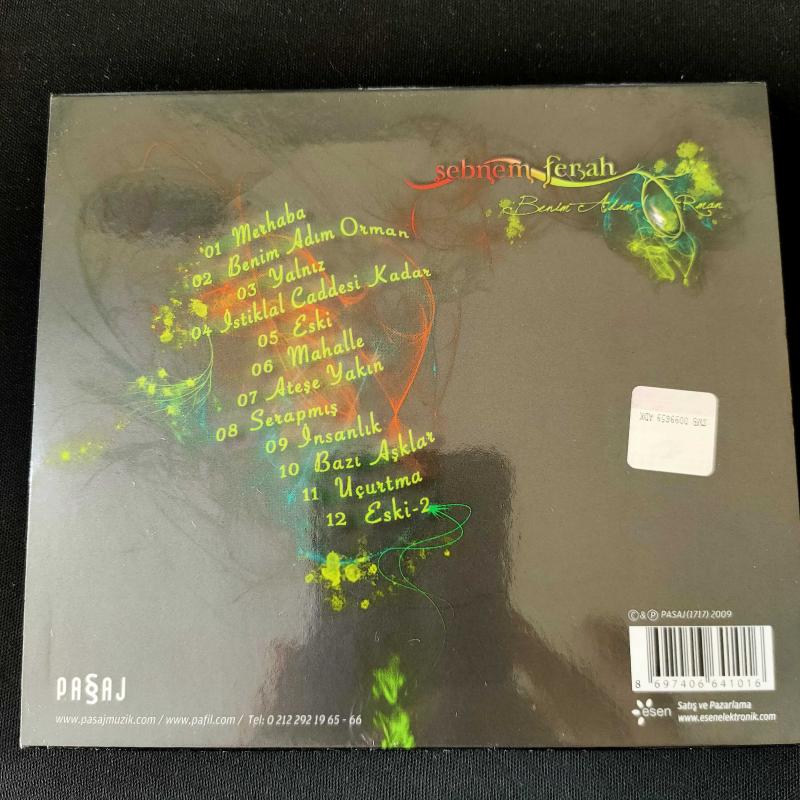 şebnem ferah
Benim Adım Orman
01 Merhaba
02 Benim Adım Orman
03 Yalnız
04 İstiklal Caddesi Kadar
05 Eski
06 Mahalle
07 Ateşe Yakın
08 Serapmış
09 İnsanlık
10 Bazı Aşklar
11 Uçurtma
12 Eski-2
© & ℗ PASAJ (1717) 2009
8 697406 641016
PASAJ
www.pasajmuzik.com / www.pafil.com / Tel: 0 212 292 19 65 - 66
esen
Satış ve Pazarlama
www.esenelektronik.com